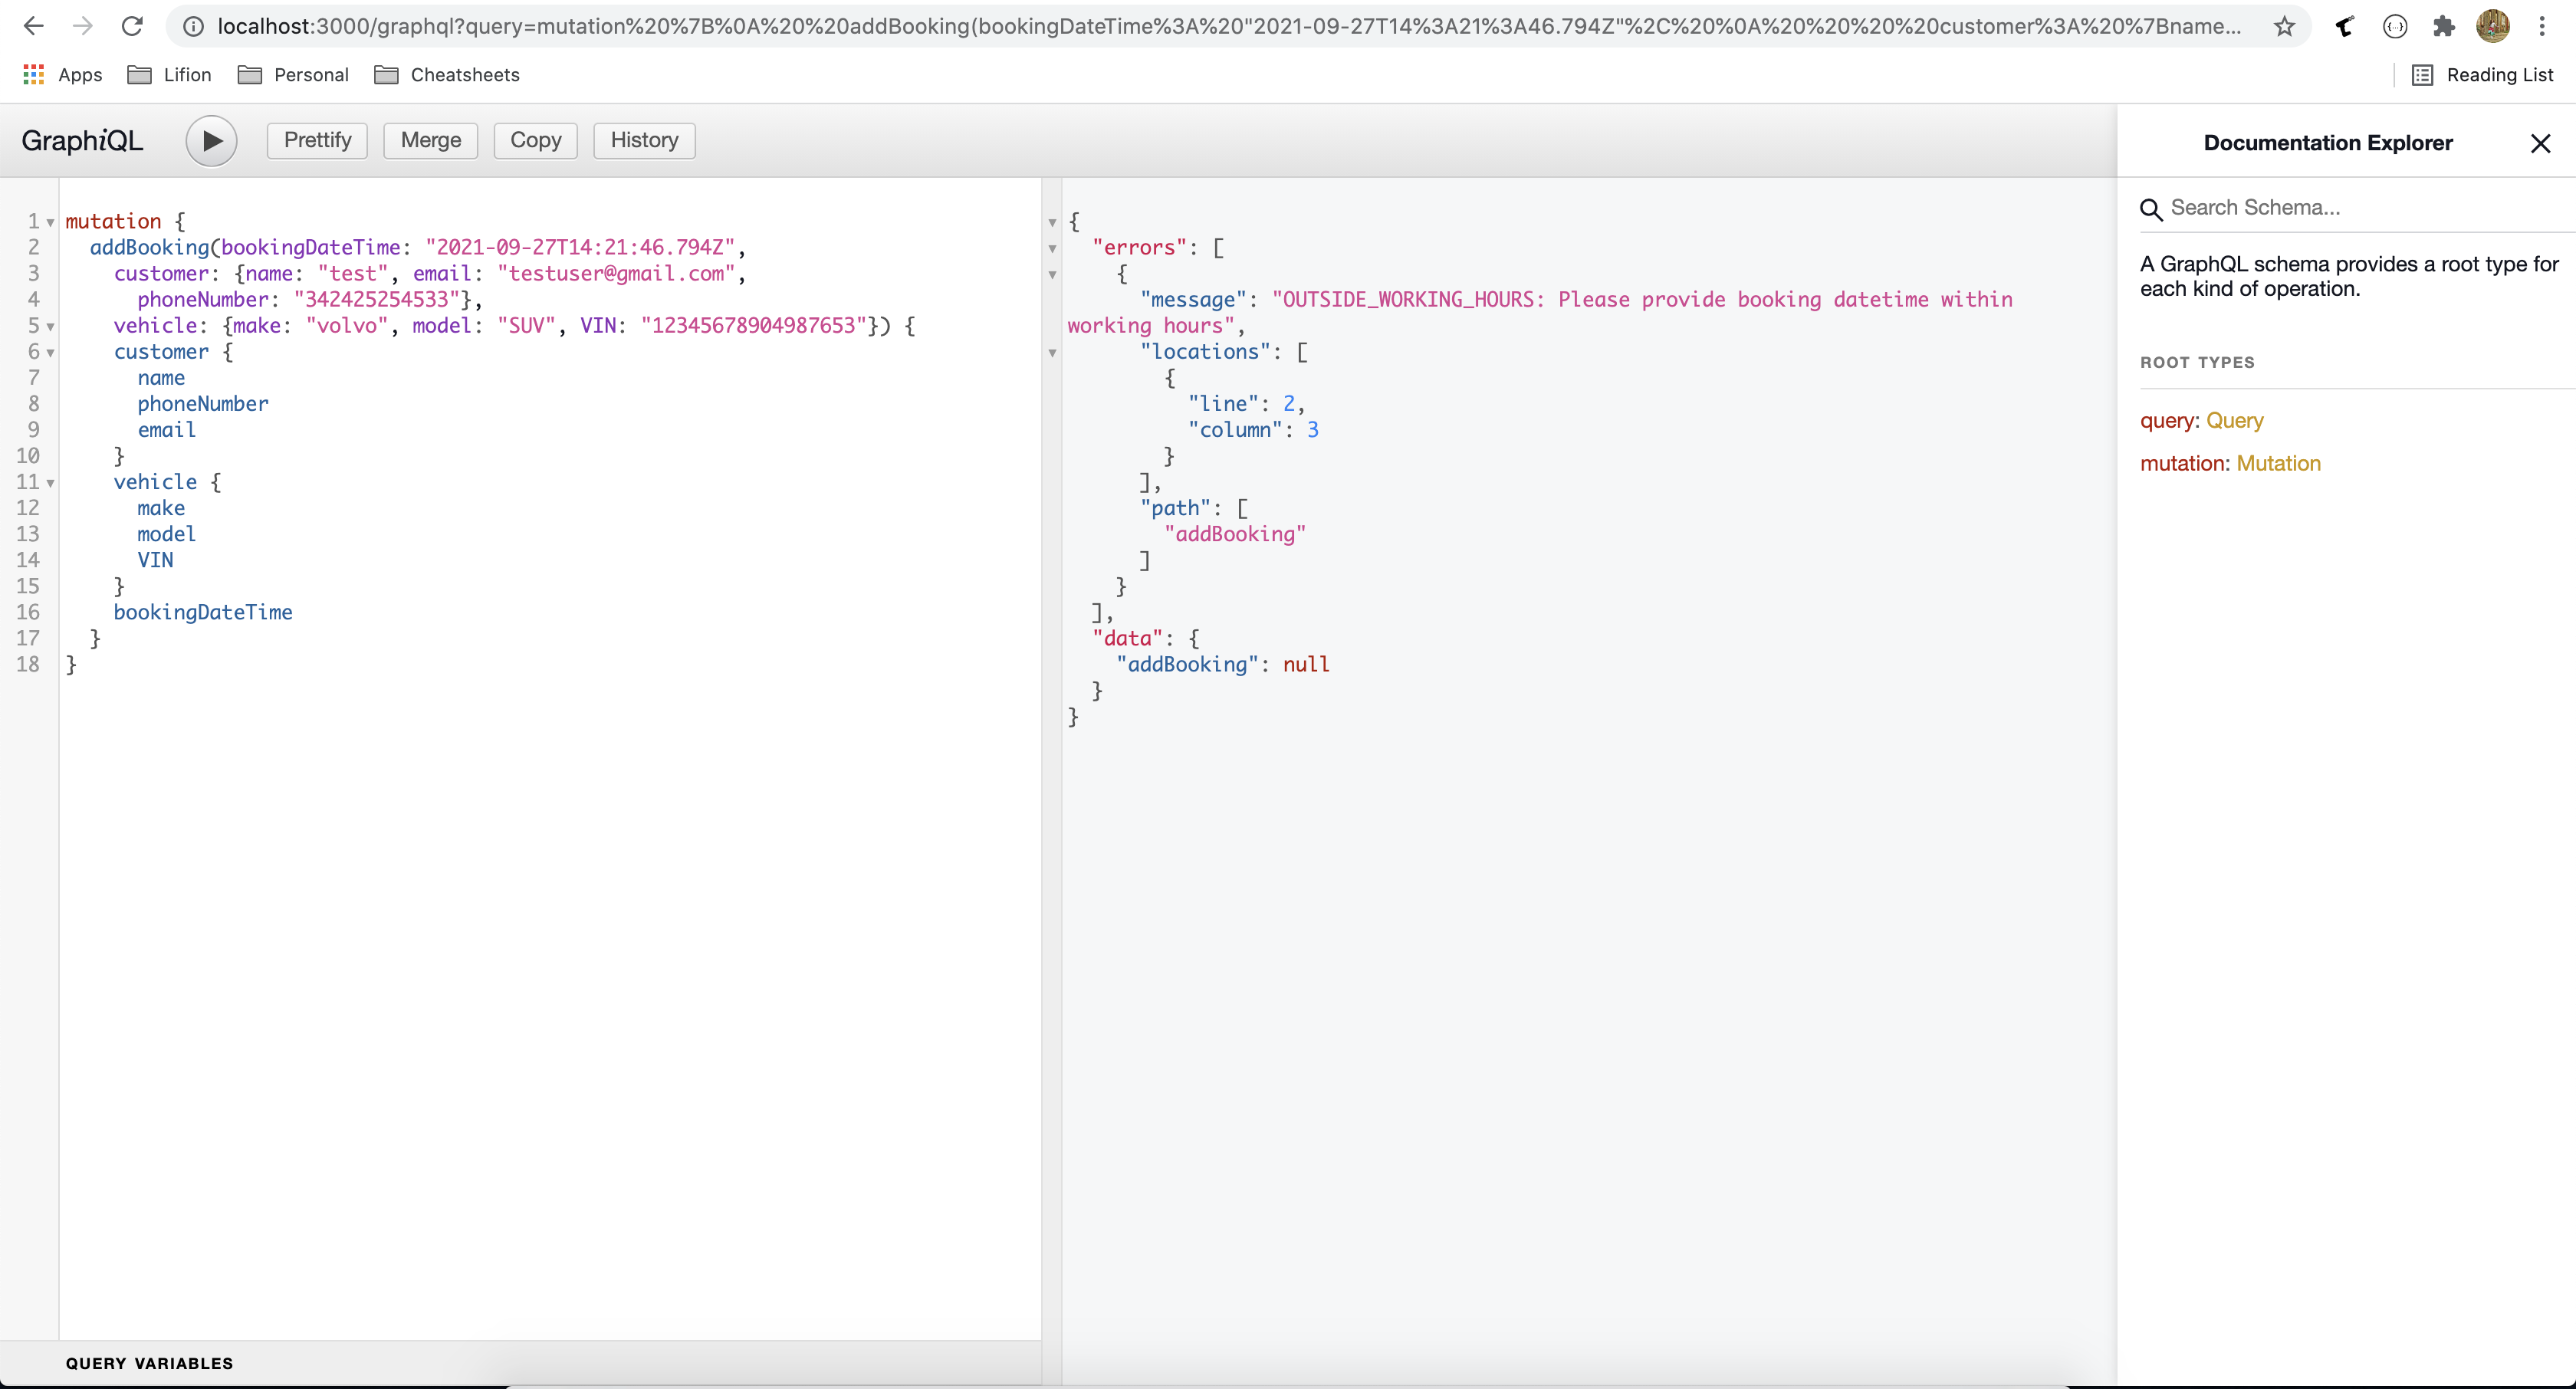 localhost:3000/graphql?query=mutation%20%7B%0A%20%20addBooking(bookingDateTime%3A%20"2021-09-27T14%3A21%3A46.794Z"%2C%20%0A%20%20%20%20customer%3A%20%7Bname...
Apps Lifion Personal Cheatsheets Reading List
GraphiQL Prettify Merge Copy History
1 mutation {
2 addBooking(bookingDateTime: "2021-09-27T14:21:46.794Z",
3 customer: {name: "test", email: "testuser@gmail.com",
4 phoneNumber: "342425254533"},
5 vehicle: {make: "volvo", model: "SUV", VIN: "12345678904987653"}) {
6 customer {
7 name
8 phoneNumber
9 email
10 }
11 vehicle {
12 make
13 model
14 VIN
15 }
16 bookingDateTime
17 }
18 }
QUERY VARIABLES
{
"errors": [
{
"message": "OUTSIDE_WORKING_HOURS: Please provide booking datetime within
working hours",
"locations": [
{
"line": 2,
"column": 3
}
],
"path": [
"addBooking"
]
}
],
"data": {
"addBooking": null
}
}
Documentation Explorer
Search Schema...
A GraphQL schema provides a root type for
each kind of operation.
ROOT TYPES
query: Query
mutation: Mutation